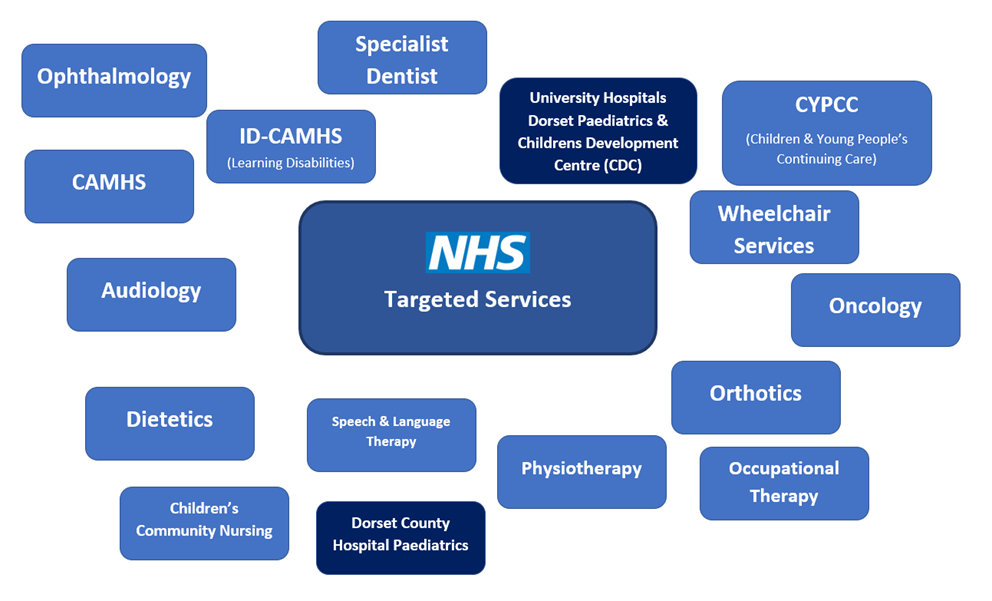 Specialist
Dentist
Ophthalmology
University Hospitals
Dorset Paediatrics &
Childrens Development
Centre (CDC)
CYPCC
(Children & Young People’s
Continuing Care)
ID-CAMHS
(Learning Disabilities)
CAMHS
Wheelchair
Services
NHS
Targeted Services
Audiology
Oncology
Orthotics
Dietetics
Speech & Language
Therapy
Physiotherapy
Occupational
Therapy
Children’s
Community Nursing
Dorset County
Hospital Paediatrics